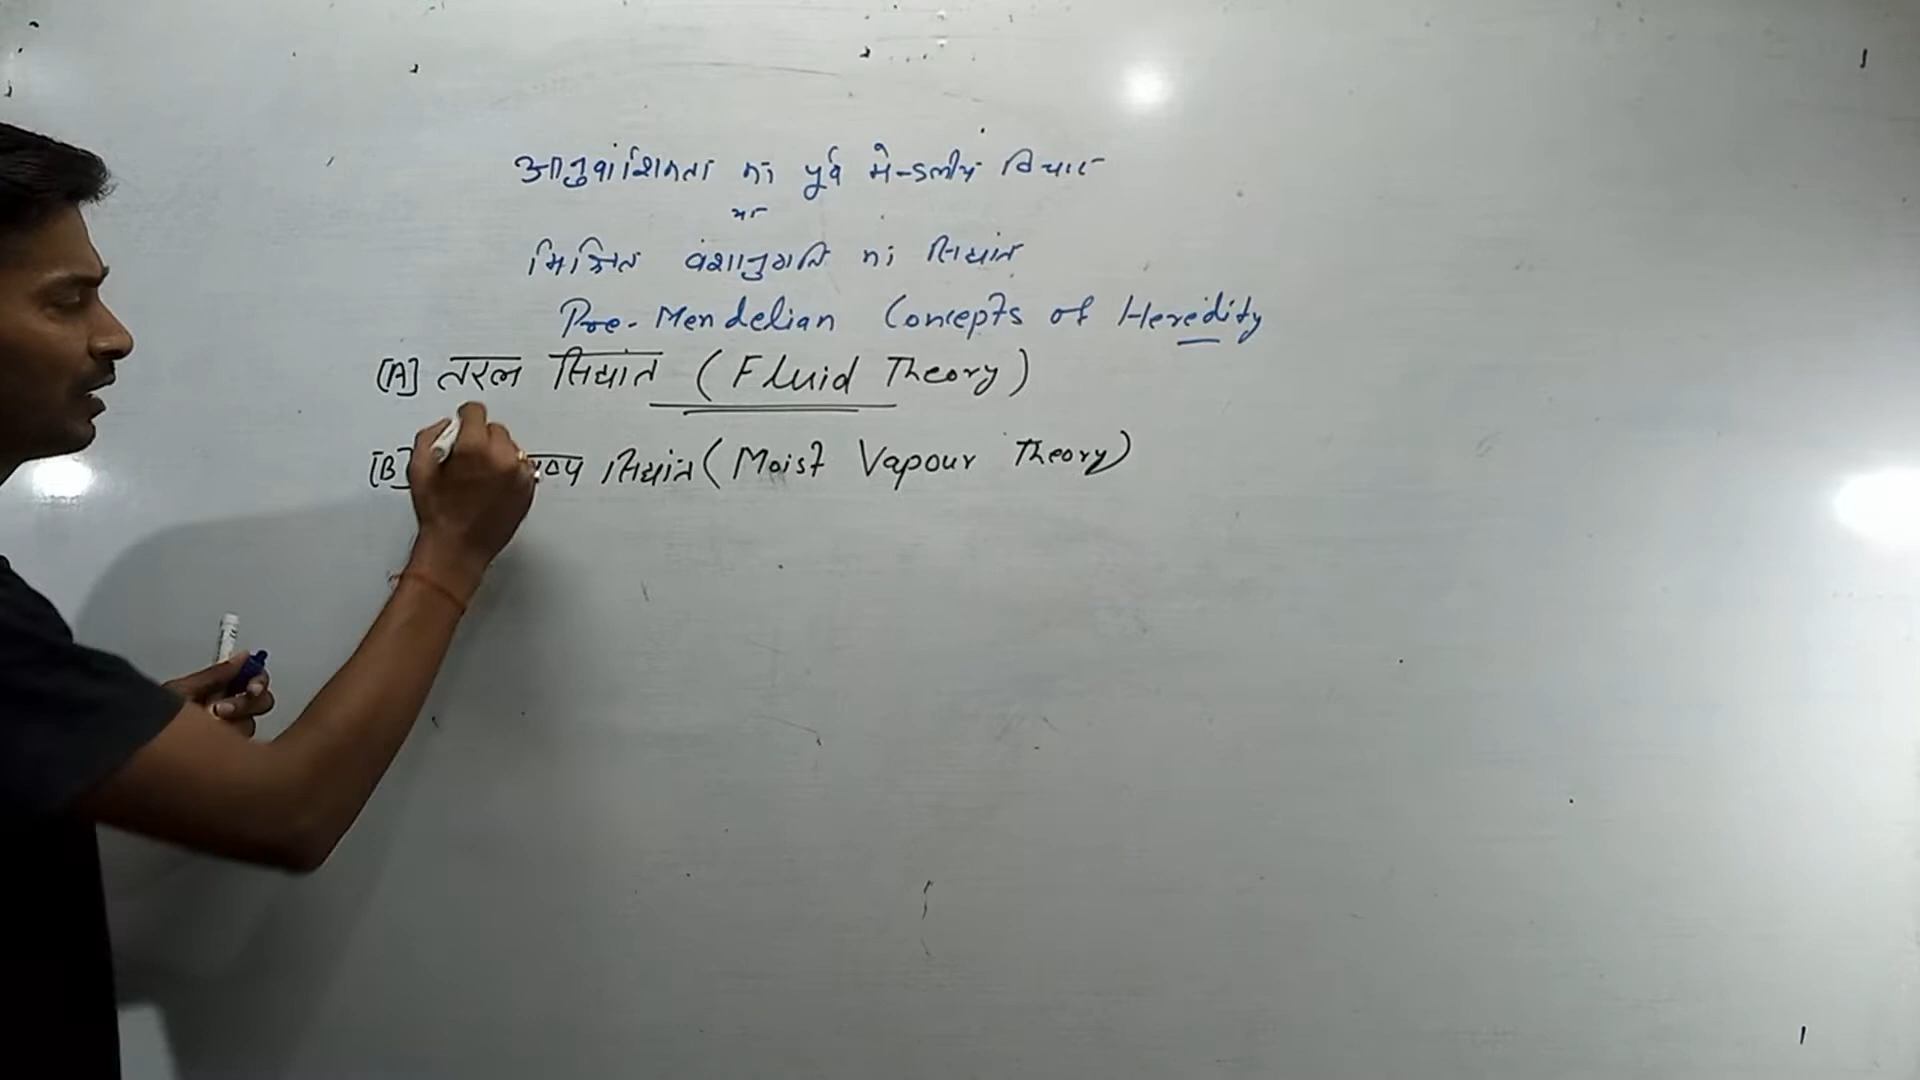 आनुवांशिकता का पूर्व मेन्डलीय विचार
या
मिश्रित वंशानुगति का सिद्यांत
Pre-Mendelian Concepts of Heredity
[A] तरल सिद्यांत (Fluid Theory)
[B] सिद्यांत (Moist Vapour Theory)